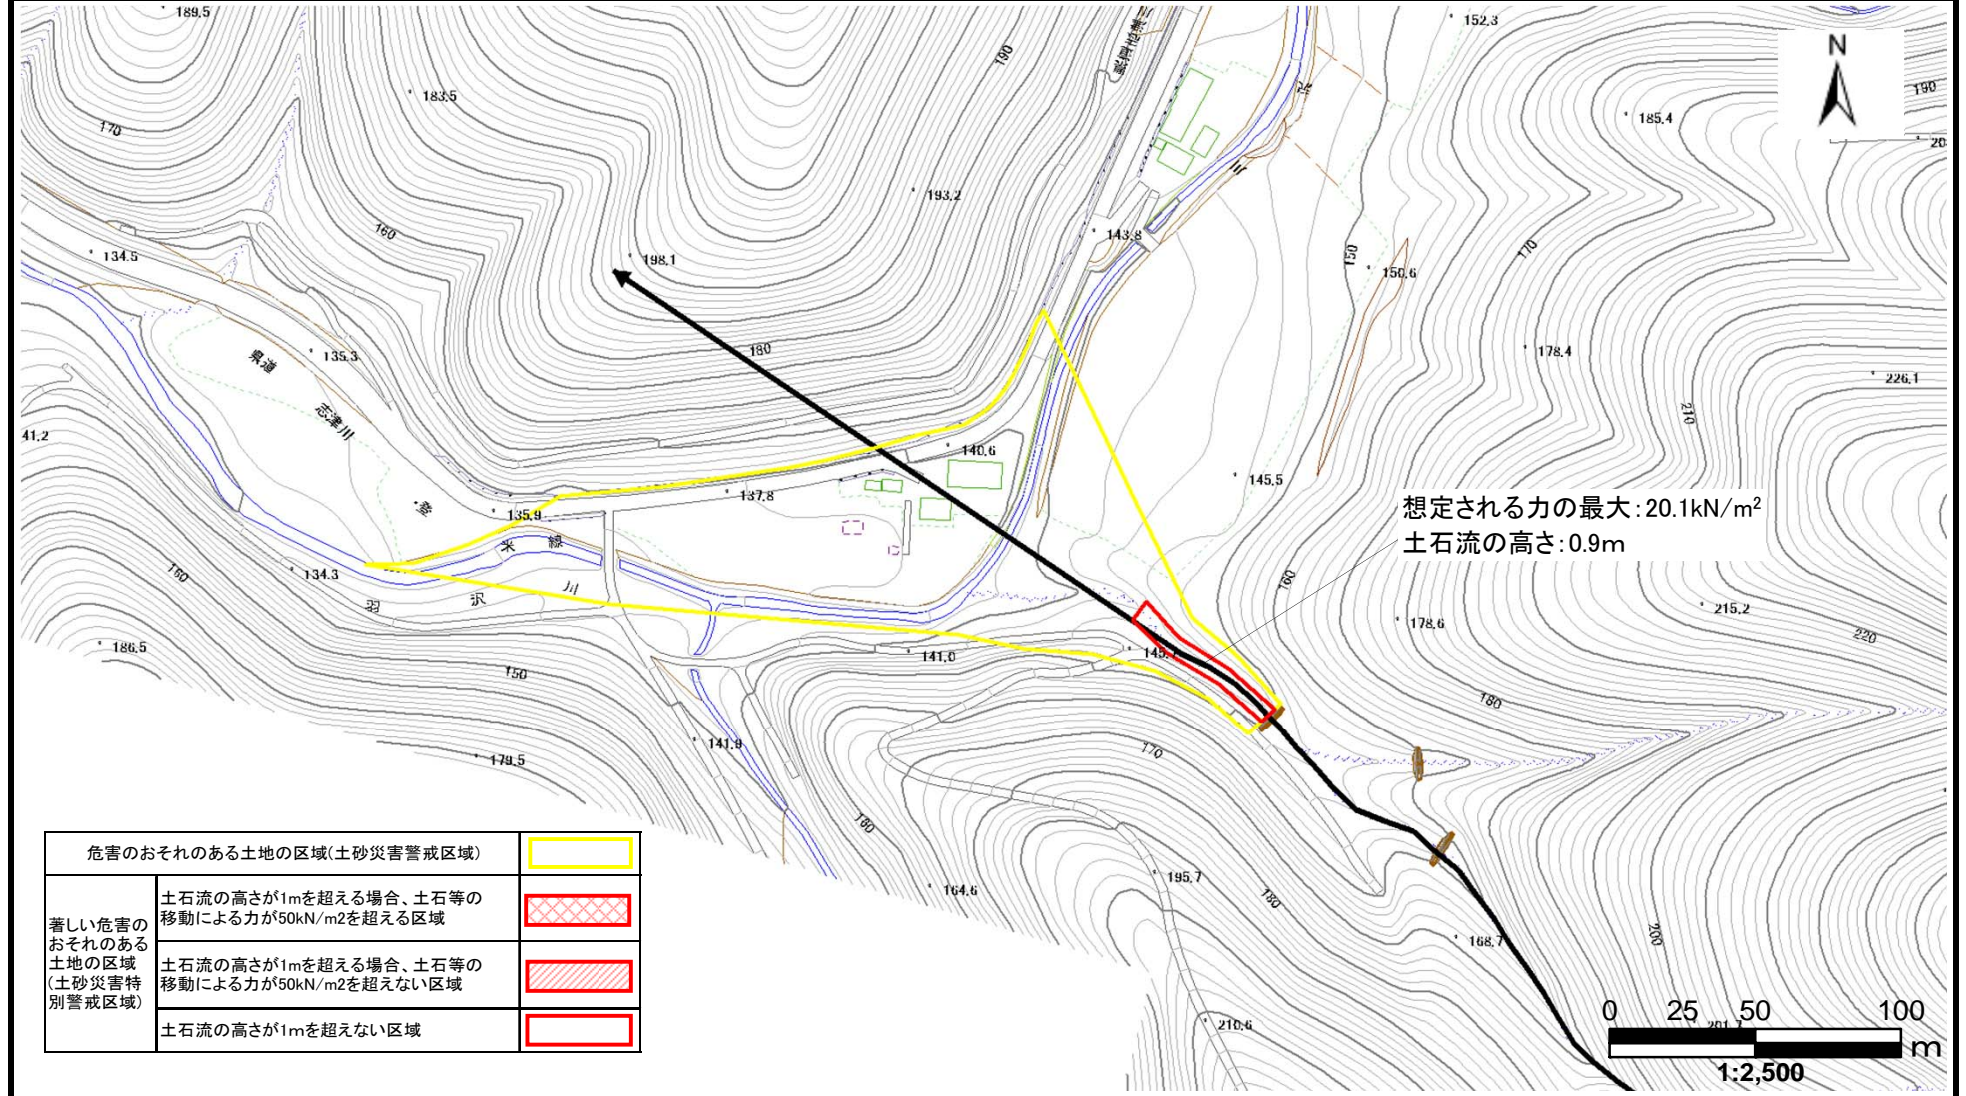 189.5
152.3
N
190
183.5
190
185.4
170
20
沢
川
193.2
160
143.8
134.5
198.1
150
150.6
170
県道
135.3
180
178.4
226.1
志津川
210
41.2
140.6
145.5
137.8
・登
135.9
米
線
想定される力の最大:20.1kN/m²
土石流の高さ:0.9m
160
134.3
160
羽
沢
川
178.6
215.2
220
186.5
141.0
150
180
141.9
170
179.5
180
危害のおそれのある土地の区域(土砂災害警戒区域)
著しい危害の
おそれのある
土地の区域
(土砂災害特
別警戒区域)
土石流の高さが1mを超える場合、土石等の
移動による力が50kN/m2を超える区域
土石流の高さが1mを超える場合、土石等の
移動による力が50kN/m2を超えない区域
土石流の高さが1mを超えない区域
164.6
195.7
180
168.7
200
210.6
0 25 50 100
m
1:2,500